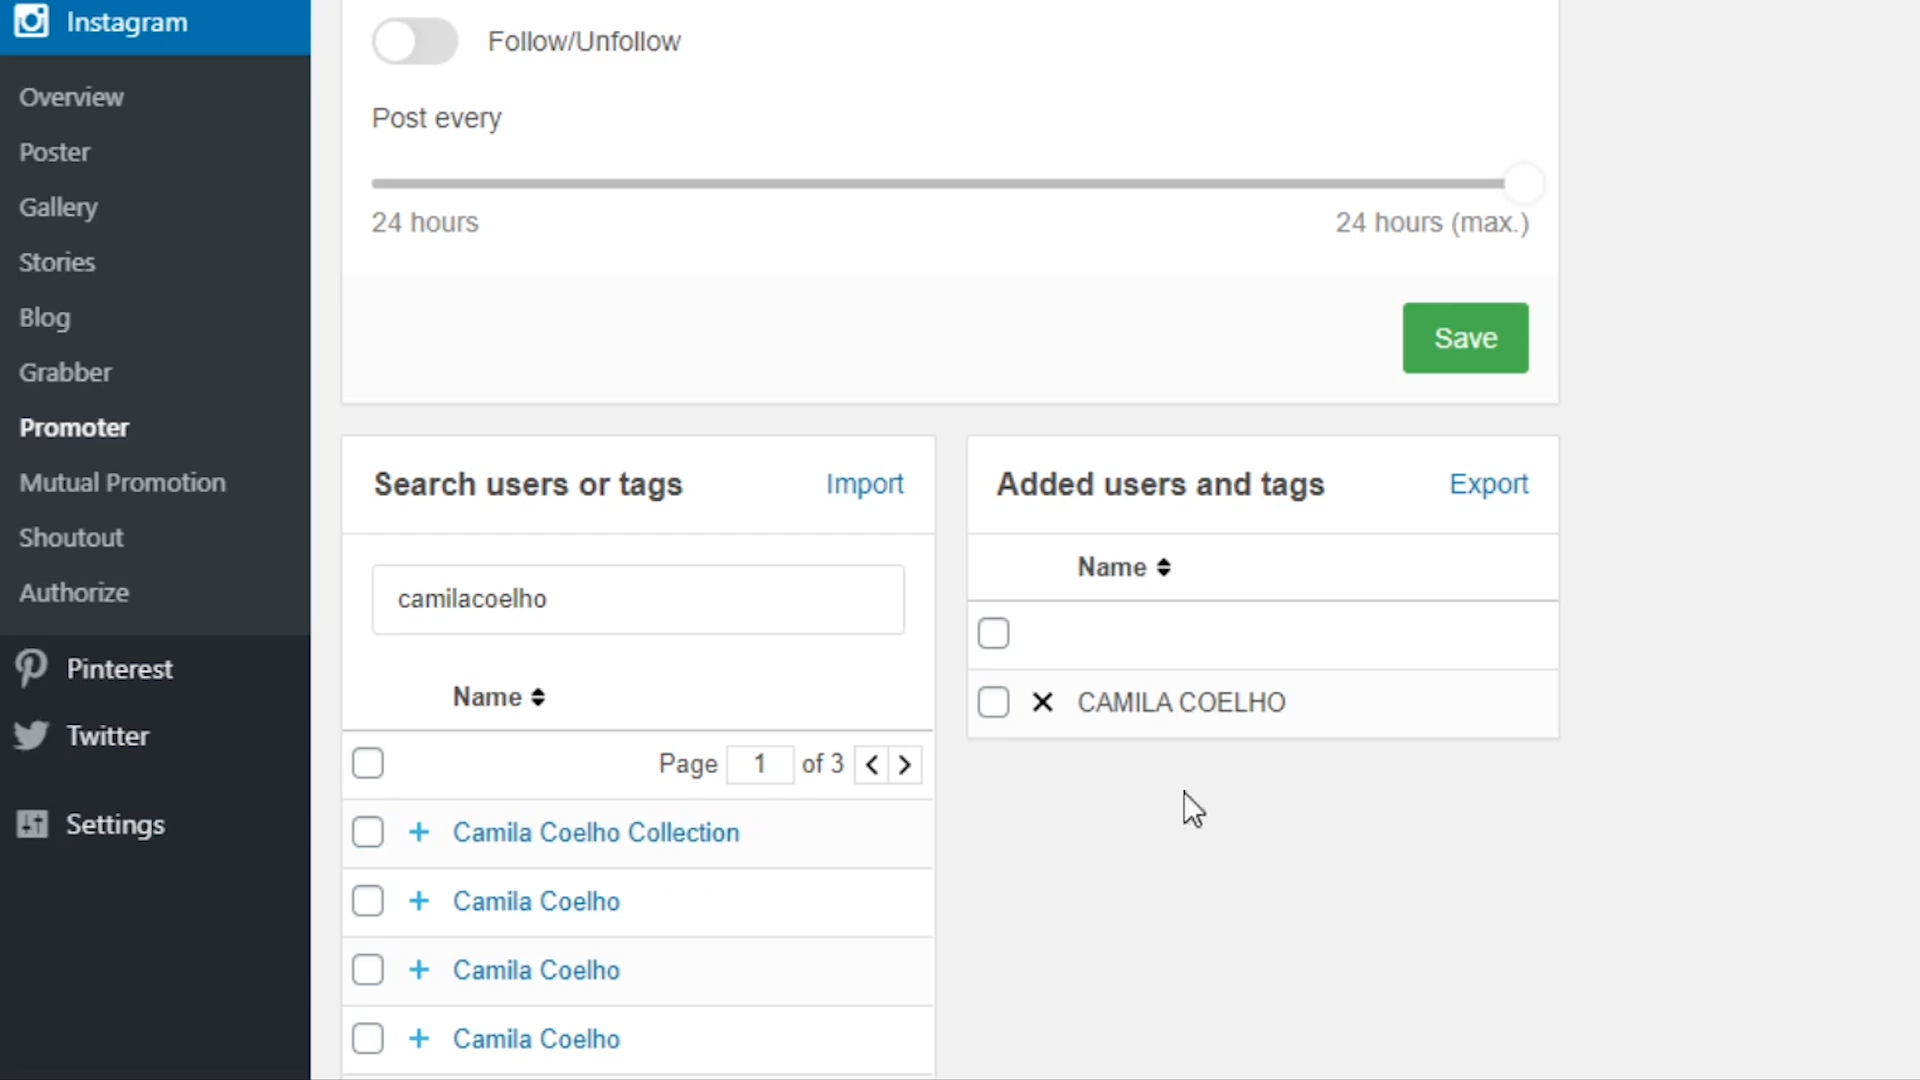 Instagram
Overview
Poster
Gallery
Stories
Blog
Grabber
Promoter
Mutual Promotion
Shoutout
Authorize
Pinterest
Twitter
Settings
Follow/Unfollow
Post every
24 hours
24 hours (max.)
Save
Search users or tags
Import
camilacoelho
Name
Page 1 of 3
Camila Coelho Collection
Camila Coelho
Camila Coelho
Camila Coelho
Added users and tags
Export
Name
CAMILA COELHO